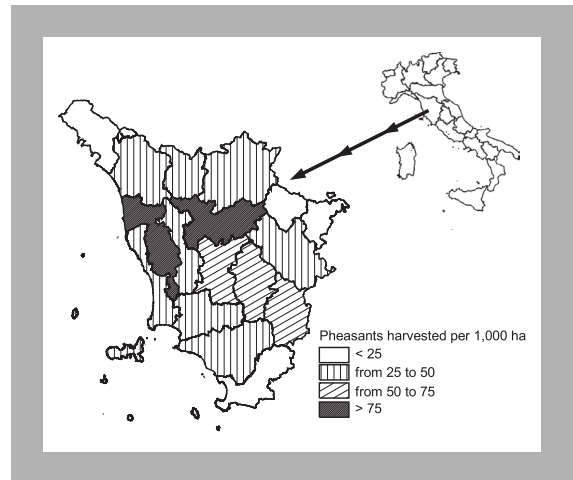 Pheasants harvested per 1,000 ha
< 25
from 25 to 50
from 50 to 75
> 75